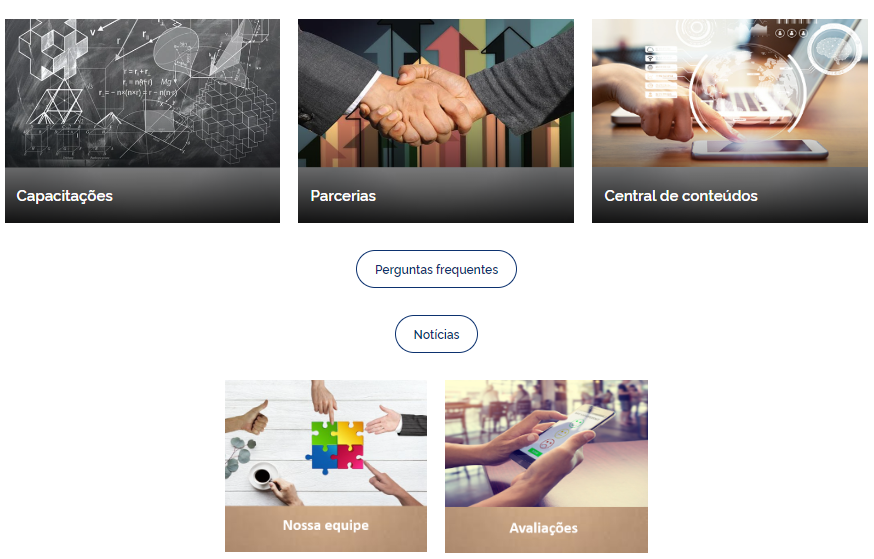 v
r
r
Capacitações
Parcerias
Central de conteúdos
Perguntas frequentes
Notícias
Nossa equipe
Avaliações